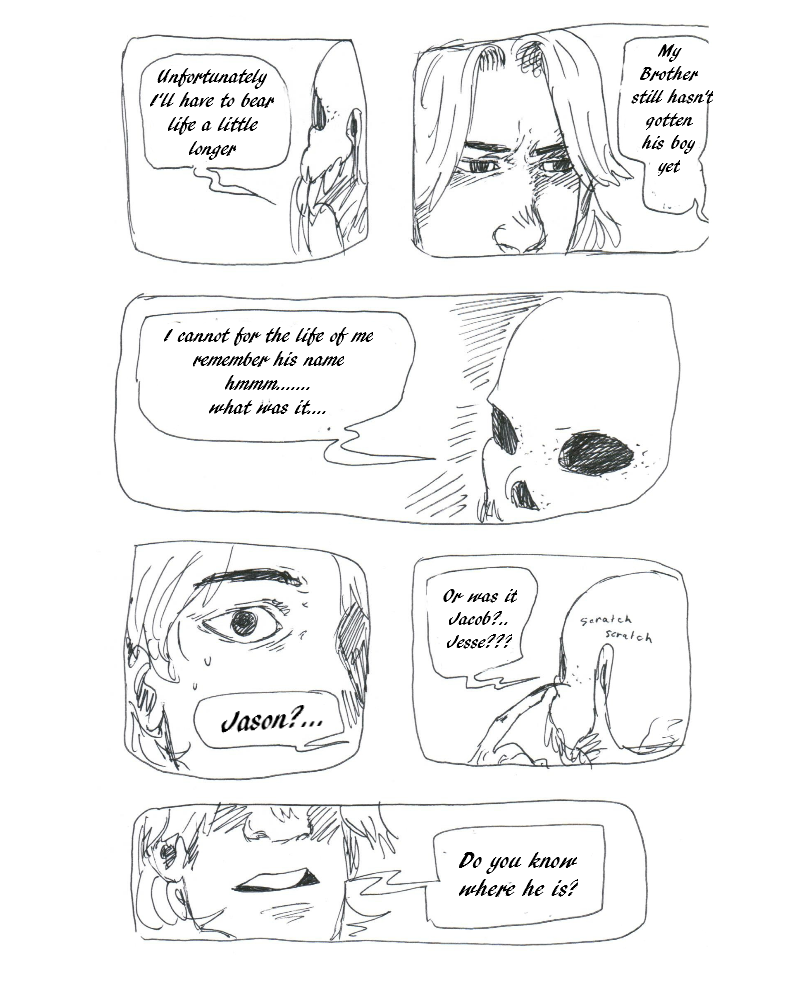 Unfortunately
I'll have to bear
life a little
longer
My
Brother
still hasn't
gotten
his boy
yet
I cannot for the life of me
remember his name
hmmm.......
what was it....
Jason?...
Or was it
Jacob?..
Jesse???
scratch
scratch
Do you know
where he is?